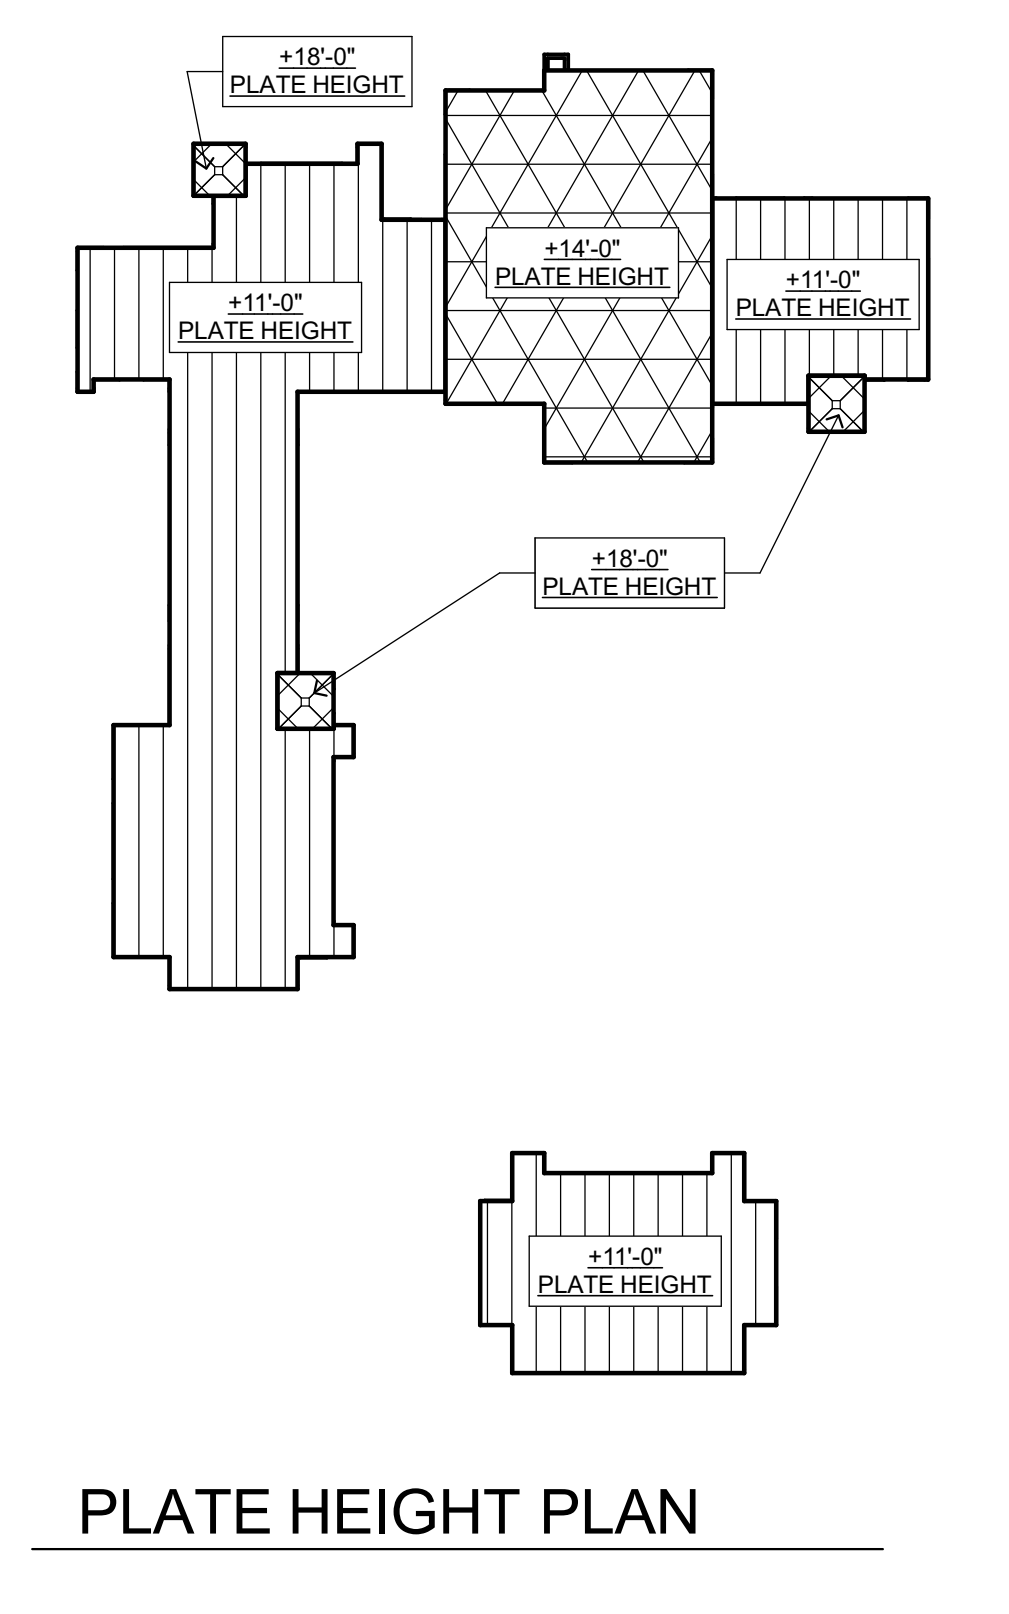 +18'-0"
PLATE HEIGHT
+14'-0"
PLATE HEIGHT
+11'-0"
PLATE HEIGHT
+11'-0"
PLATE HEIGHT
+18'-0"
PLATE HEIGHT
+11'-0"
PLATE HEIGHT
PLATE HEIGHT PLAN